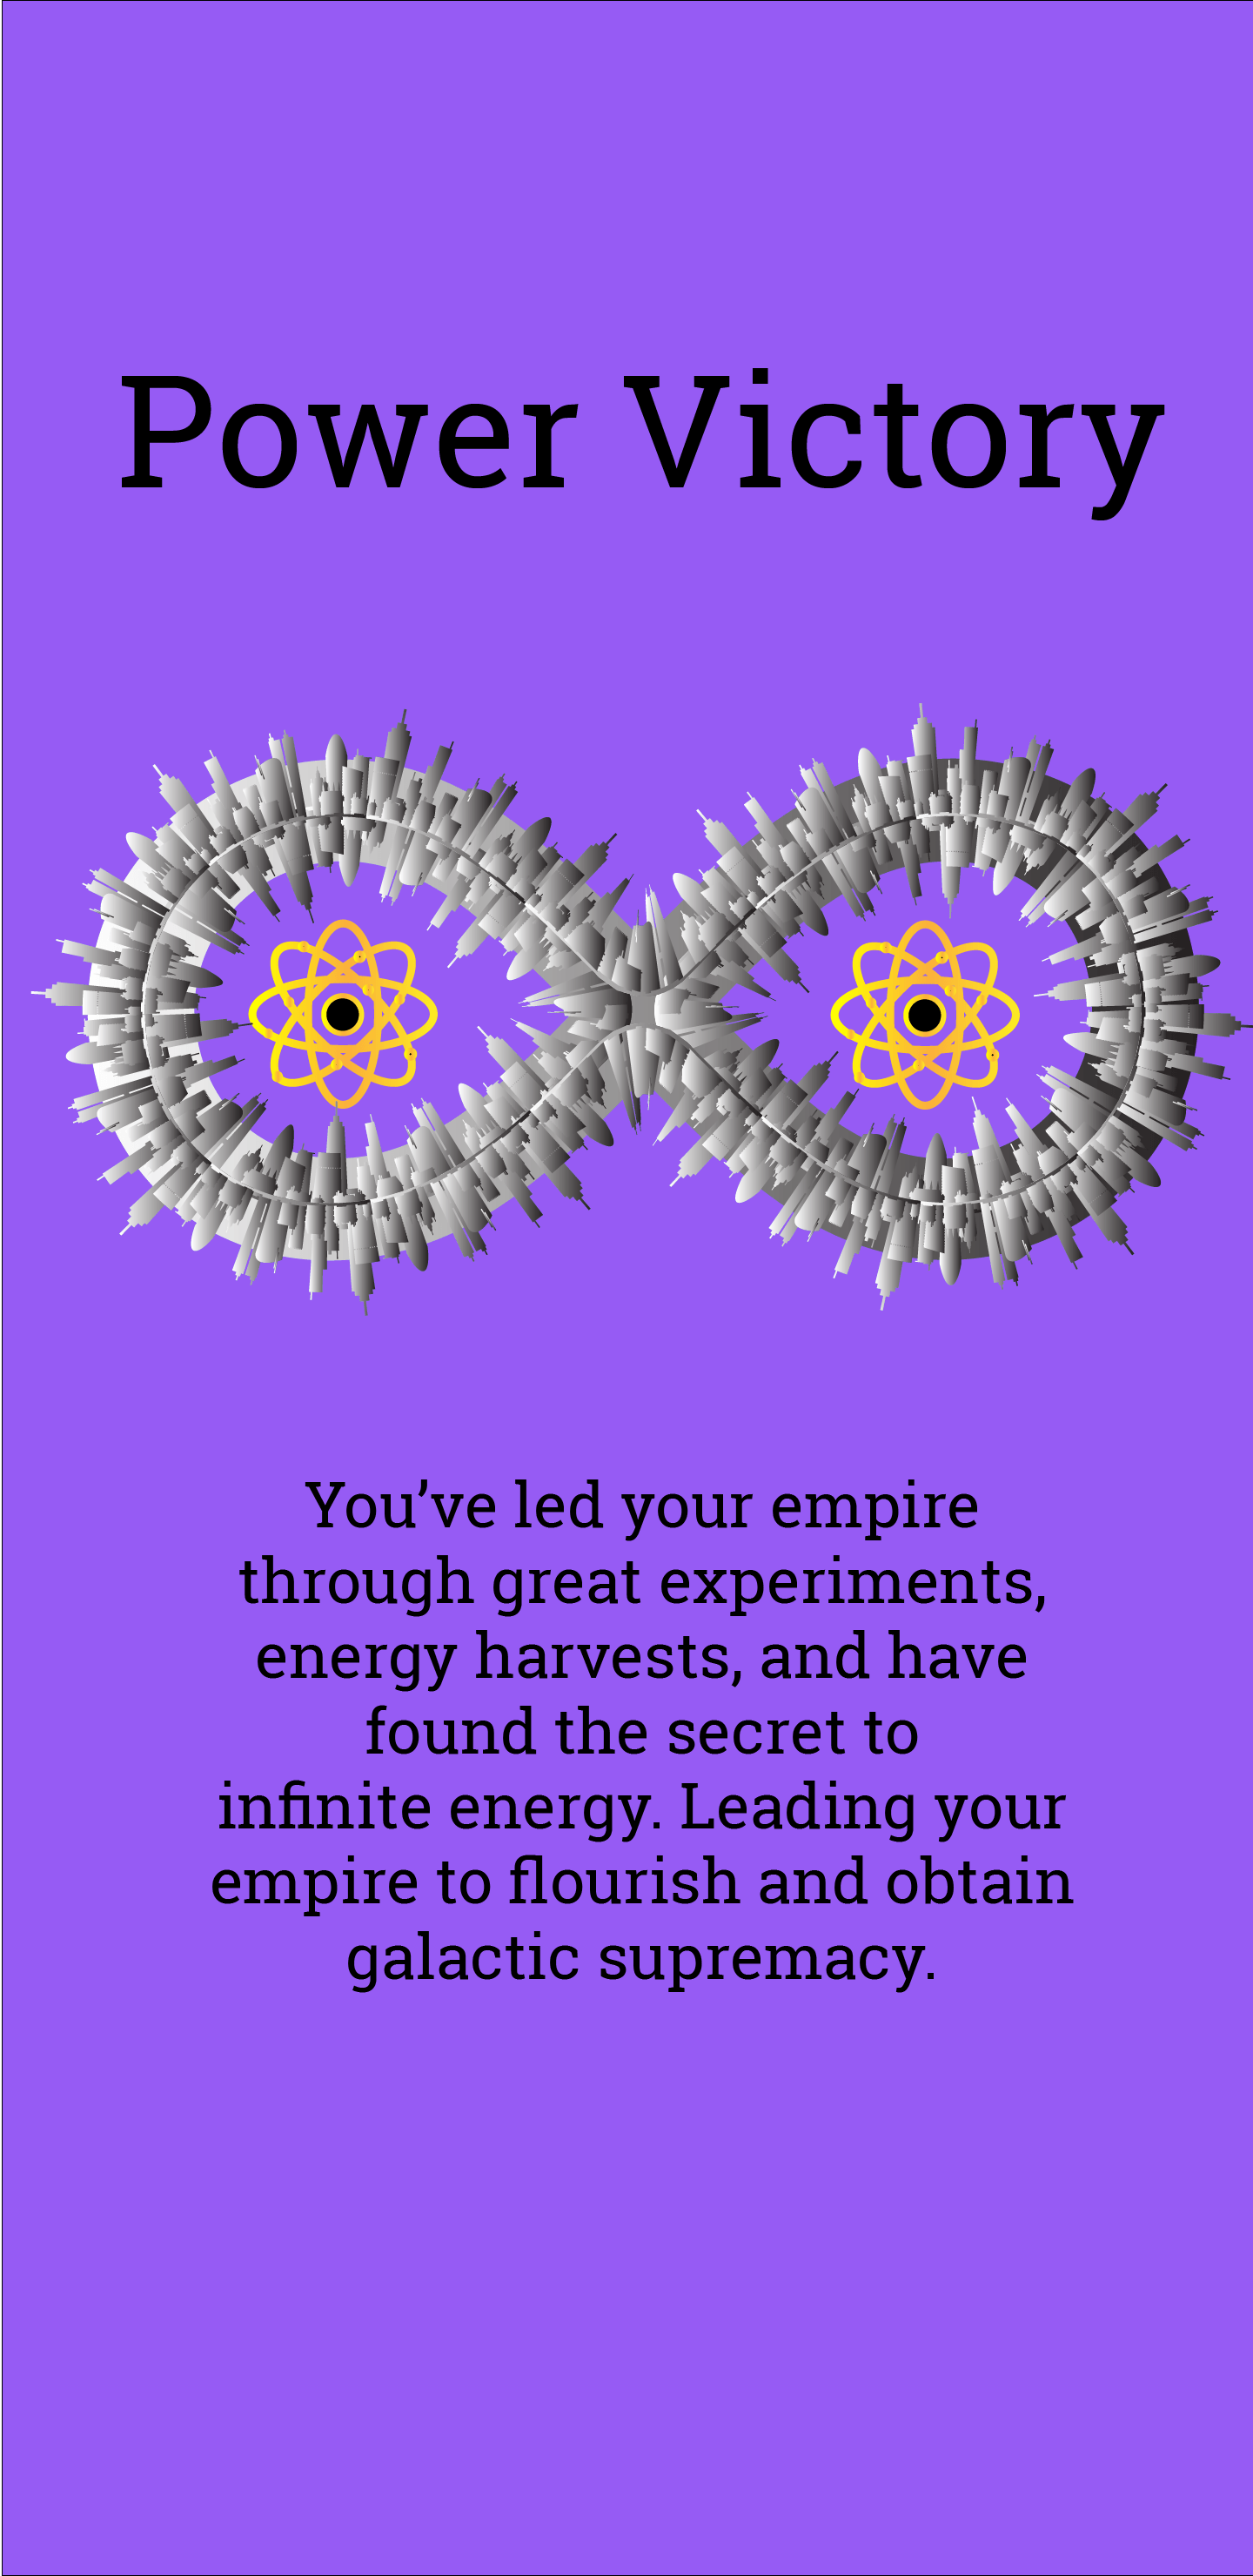 Power Victory
You’ve led your empire
through great experiments,
energy harvests, and have
found the secret to
infinite energy. Leading your
empire to flourish and obtain
galactic supremacy.